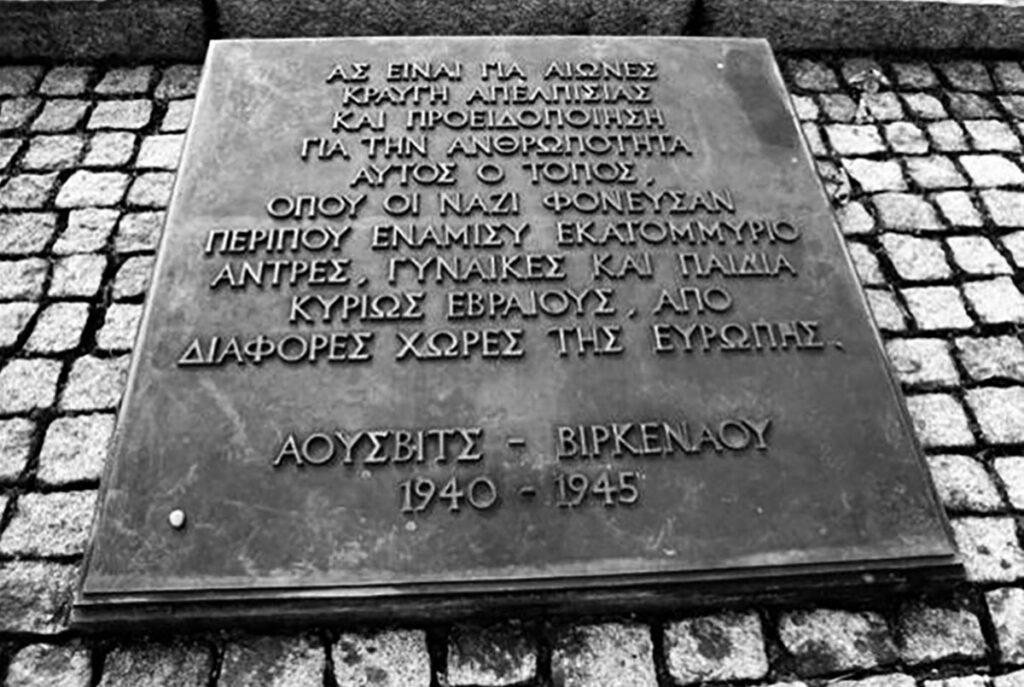 ΑΣ ΕΙΝΑΙ ΓΙΑ ΑΙΩΝΕΣ
ΚΡΑΥΓΗ ΑΠΕΛΠΙΣΙΑΣ
ΚΑΙ ΠΡΟΕΙΔΟΠΟΙΗΣΗ
ΓΙΑ ΤΗΝ ΑΝΘΡΩΠΟΤΗΤΑ
ΑΥΤΟΣ Ο ΤΟΠΟΣ,
ΟΠΟΥ ΟΙ ΝΑΖΙ ΦΟΝΕΥΣΑΝ
ΠΕΡΙΠΟΥ ΕΝΑΜΙΣΥ ΕΚΑΤΟΜΜΥΡΙΟ
ΑΝΤΡΕΣ, ΓΥΝΑΙΚΕΣ ΚΑΙ ΠΑΙΔΙΑ
ΚΥΡΙΩΣ ΕΒΡΑΙΟΥΣ, ΑΠΟ
ΔΙΑΦΟΡΕΣ ΧΩΡΕΣ ΤΗΣ ΕΥΡΩΠΗΣ.
ΑΟΥΣΒΙΤΣ - ΒΙΡΚΕΝΑΟΥ
1940 - 1945